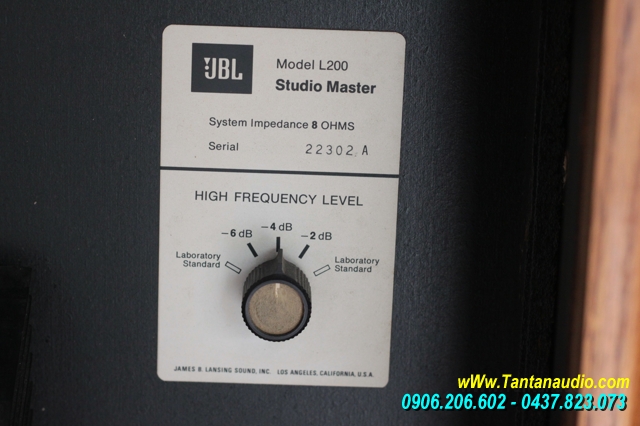 JBL
Model L200
Studio Master
System Impedance 8 OHMS
Serial 22302 A
HIGH FREQUENCY LEVEL
-6 dB -4 dB -2 dB
Laboratory Standard
Laboratory Standard
JAMES B. LANSING SOUND, INC. LOS ANGELES, CALIFORNIA, U.S.A.
wWw.Tantanaudio.com
0906.206.602 - 0437.823.073